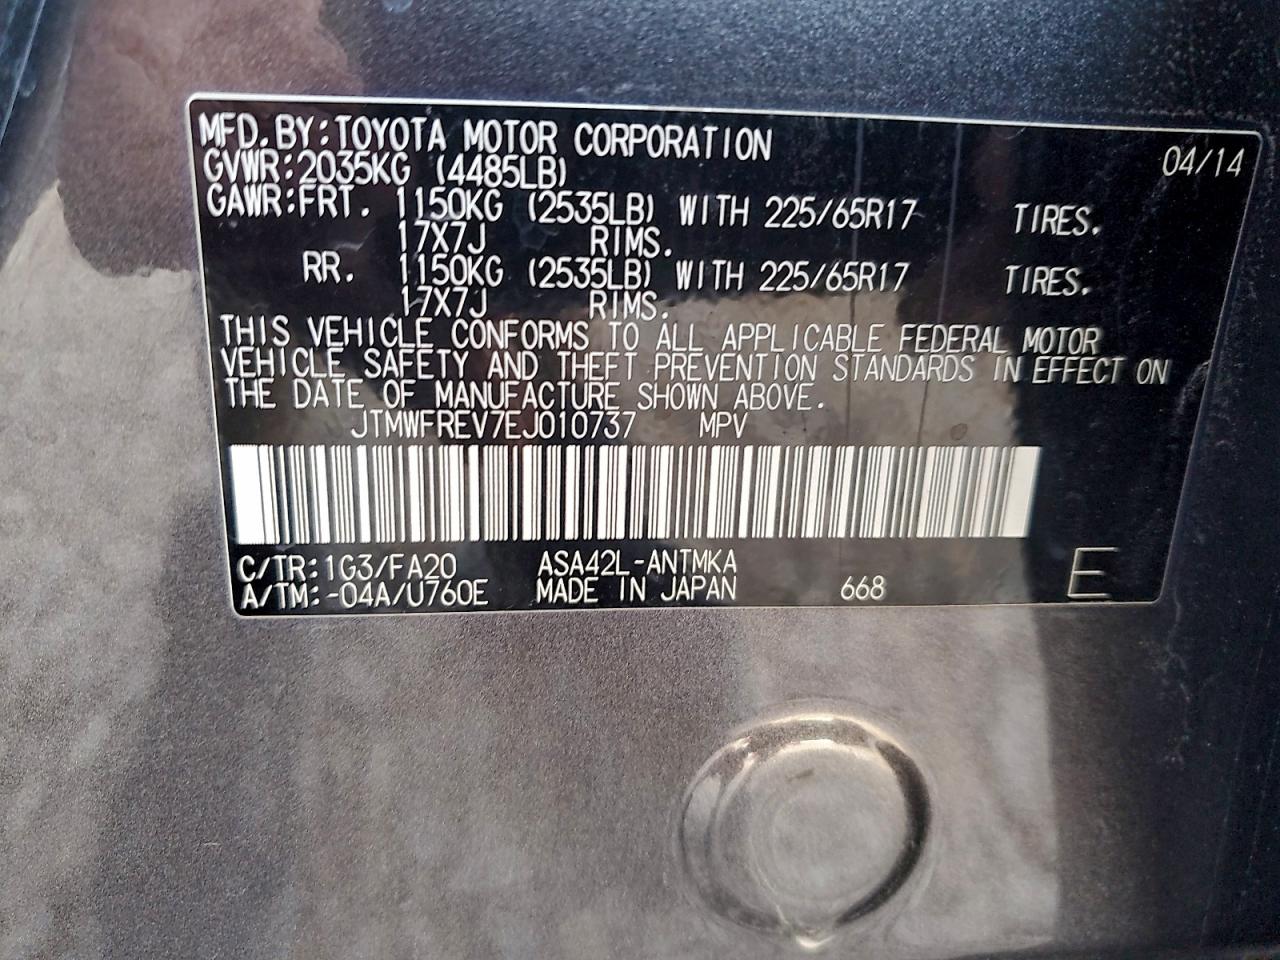 MFD.BY:TOYOTA MOTOR CORPORATION 04/14
GVWR:2035KG (4485LB)
GAWR:FRT. 1150KG (2535LB) WITH 225/65R17 TIRES.
17X7J RIMS.
RR. 1150KG (2535LB) WITH 225/65R17 TIRES.
17X7J RIMS.
THIS VEHICLE CONFORMS TO ALL APPLICABLE FEDERAL MOTOR
VEHICLE SAFETY AND THEFT PREVENTION STANDARDS IN EFFECT ON
THE DATE OF MANUFACTURE SHOWN ABOVE.
JTMWFREV7EJ010737 MPV
C/TR:1G3/FA20 ASA42L-ANTMKA
A/TM:-04A/U760E MADE IN JAPAN 668 E